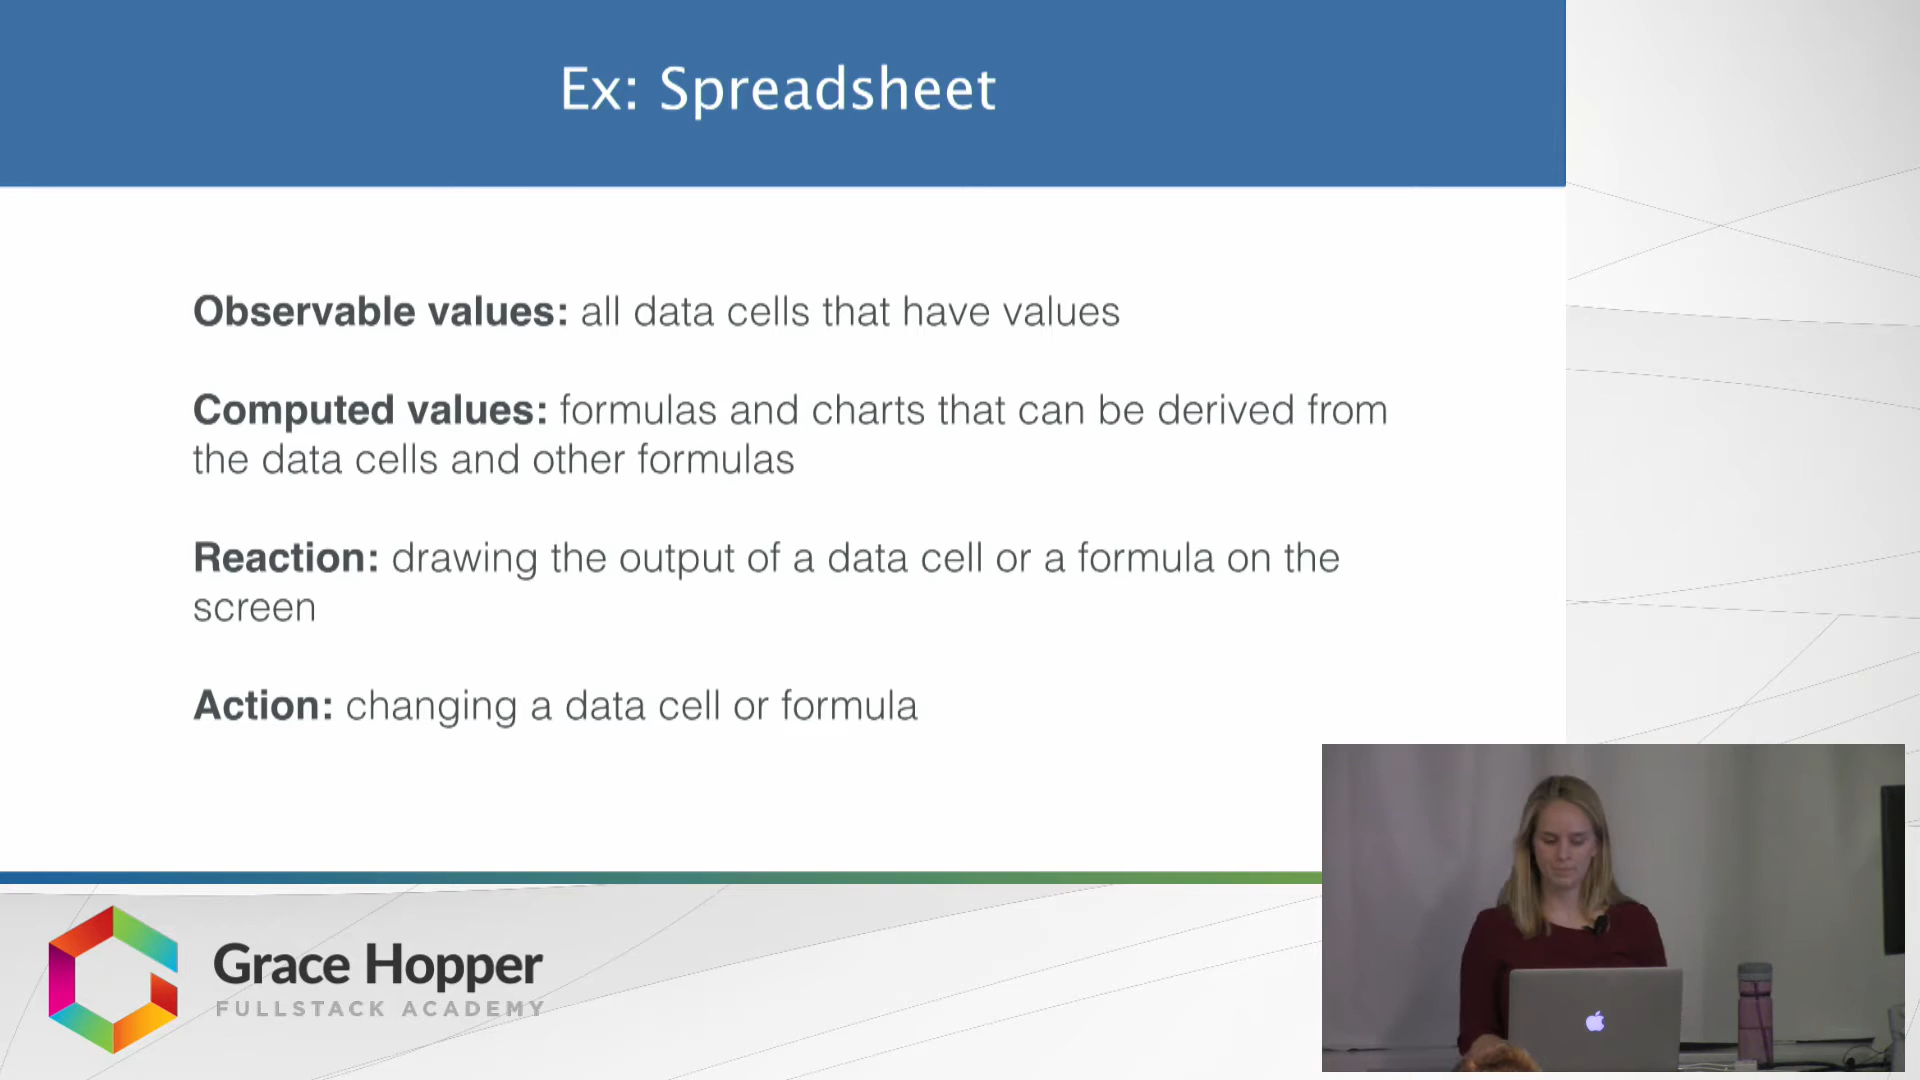 Ex: Spreadsheet
Observable values: all data cells that have values
Computed values: formulas and charts that can be derived from
the data cells and other formulas
Reaction: drawing the output of a data cell or a formula on the
screen
Action: changing a data cell or formula
Grace Hopper
FULLSTACK ACADEMY